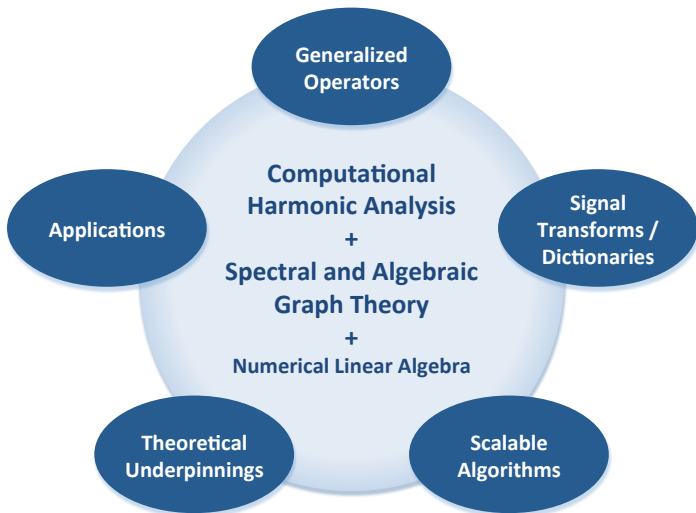 Generalized
Operators
Computational
Harmonic Analysis
+
Spectral and Algebraic
Graph Theory
+
Numerical Linear Algebra
Applications
Signal
Transforms /
Dictionaries
Theoretical
Underpinnings
Scalable
Algorithms